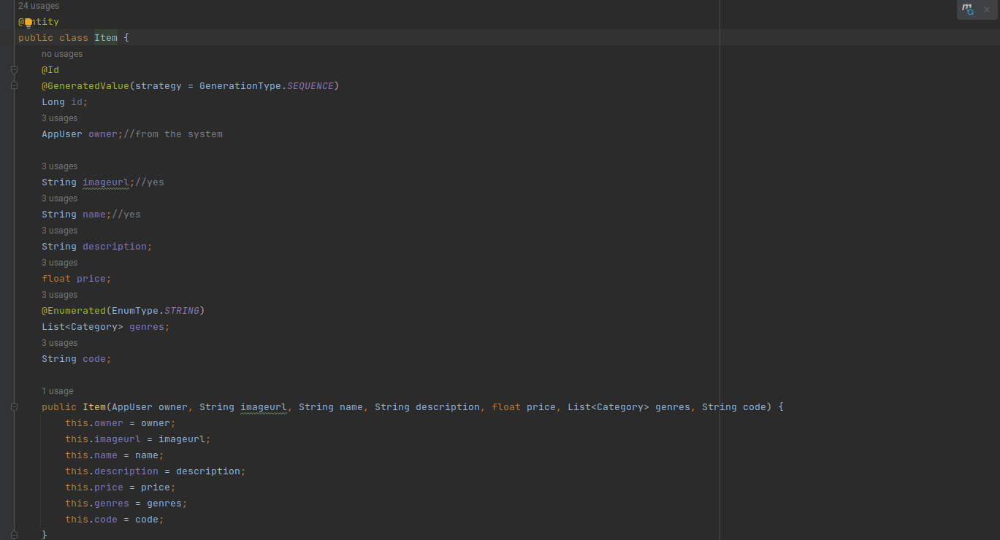 24 usages
@Entity
public class Item {
no usages
@Id
@GeneratedValue(strategy = GenerationType.SEQUENCE)
Long id;
3 usages
AppUser owner;//from the system
3 usages
String imageurl;//yes
3 usages
String name;//yes
3 usages
String description;
3 usages
float price;
3 usages
@Enumerated(EnumType.STRING)
List<Category> genres;
3 usages
String code;
1 usage
public Item(AppUser owner, String imageurl, String name, String description, float price, List<Category> genres, String code) {
this.owner = owner;
this.imageurl = imageurl;
this.name = name;
this.description = description;
this.price = price;
this.genres = genres;
this.code = code;
}